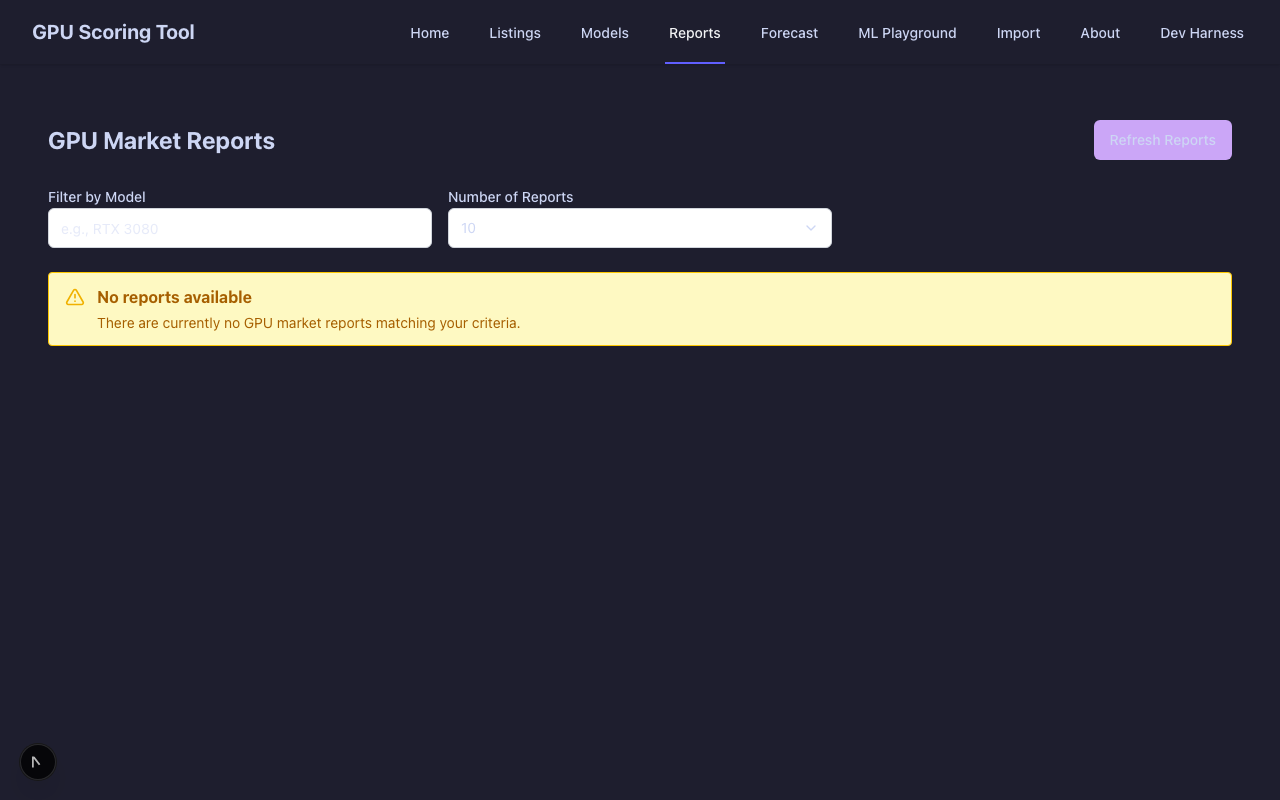 GPU Scoring Tool
Home Listings Models Reports Forecast ML Playground Import About Dev Harness
GPU Market Reports
Refresh Reports
Filter by Model
Number of Reports
e.g., RTX 3080
10
No reports available
There are currently no GPU market reports matching your criteria.